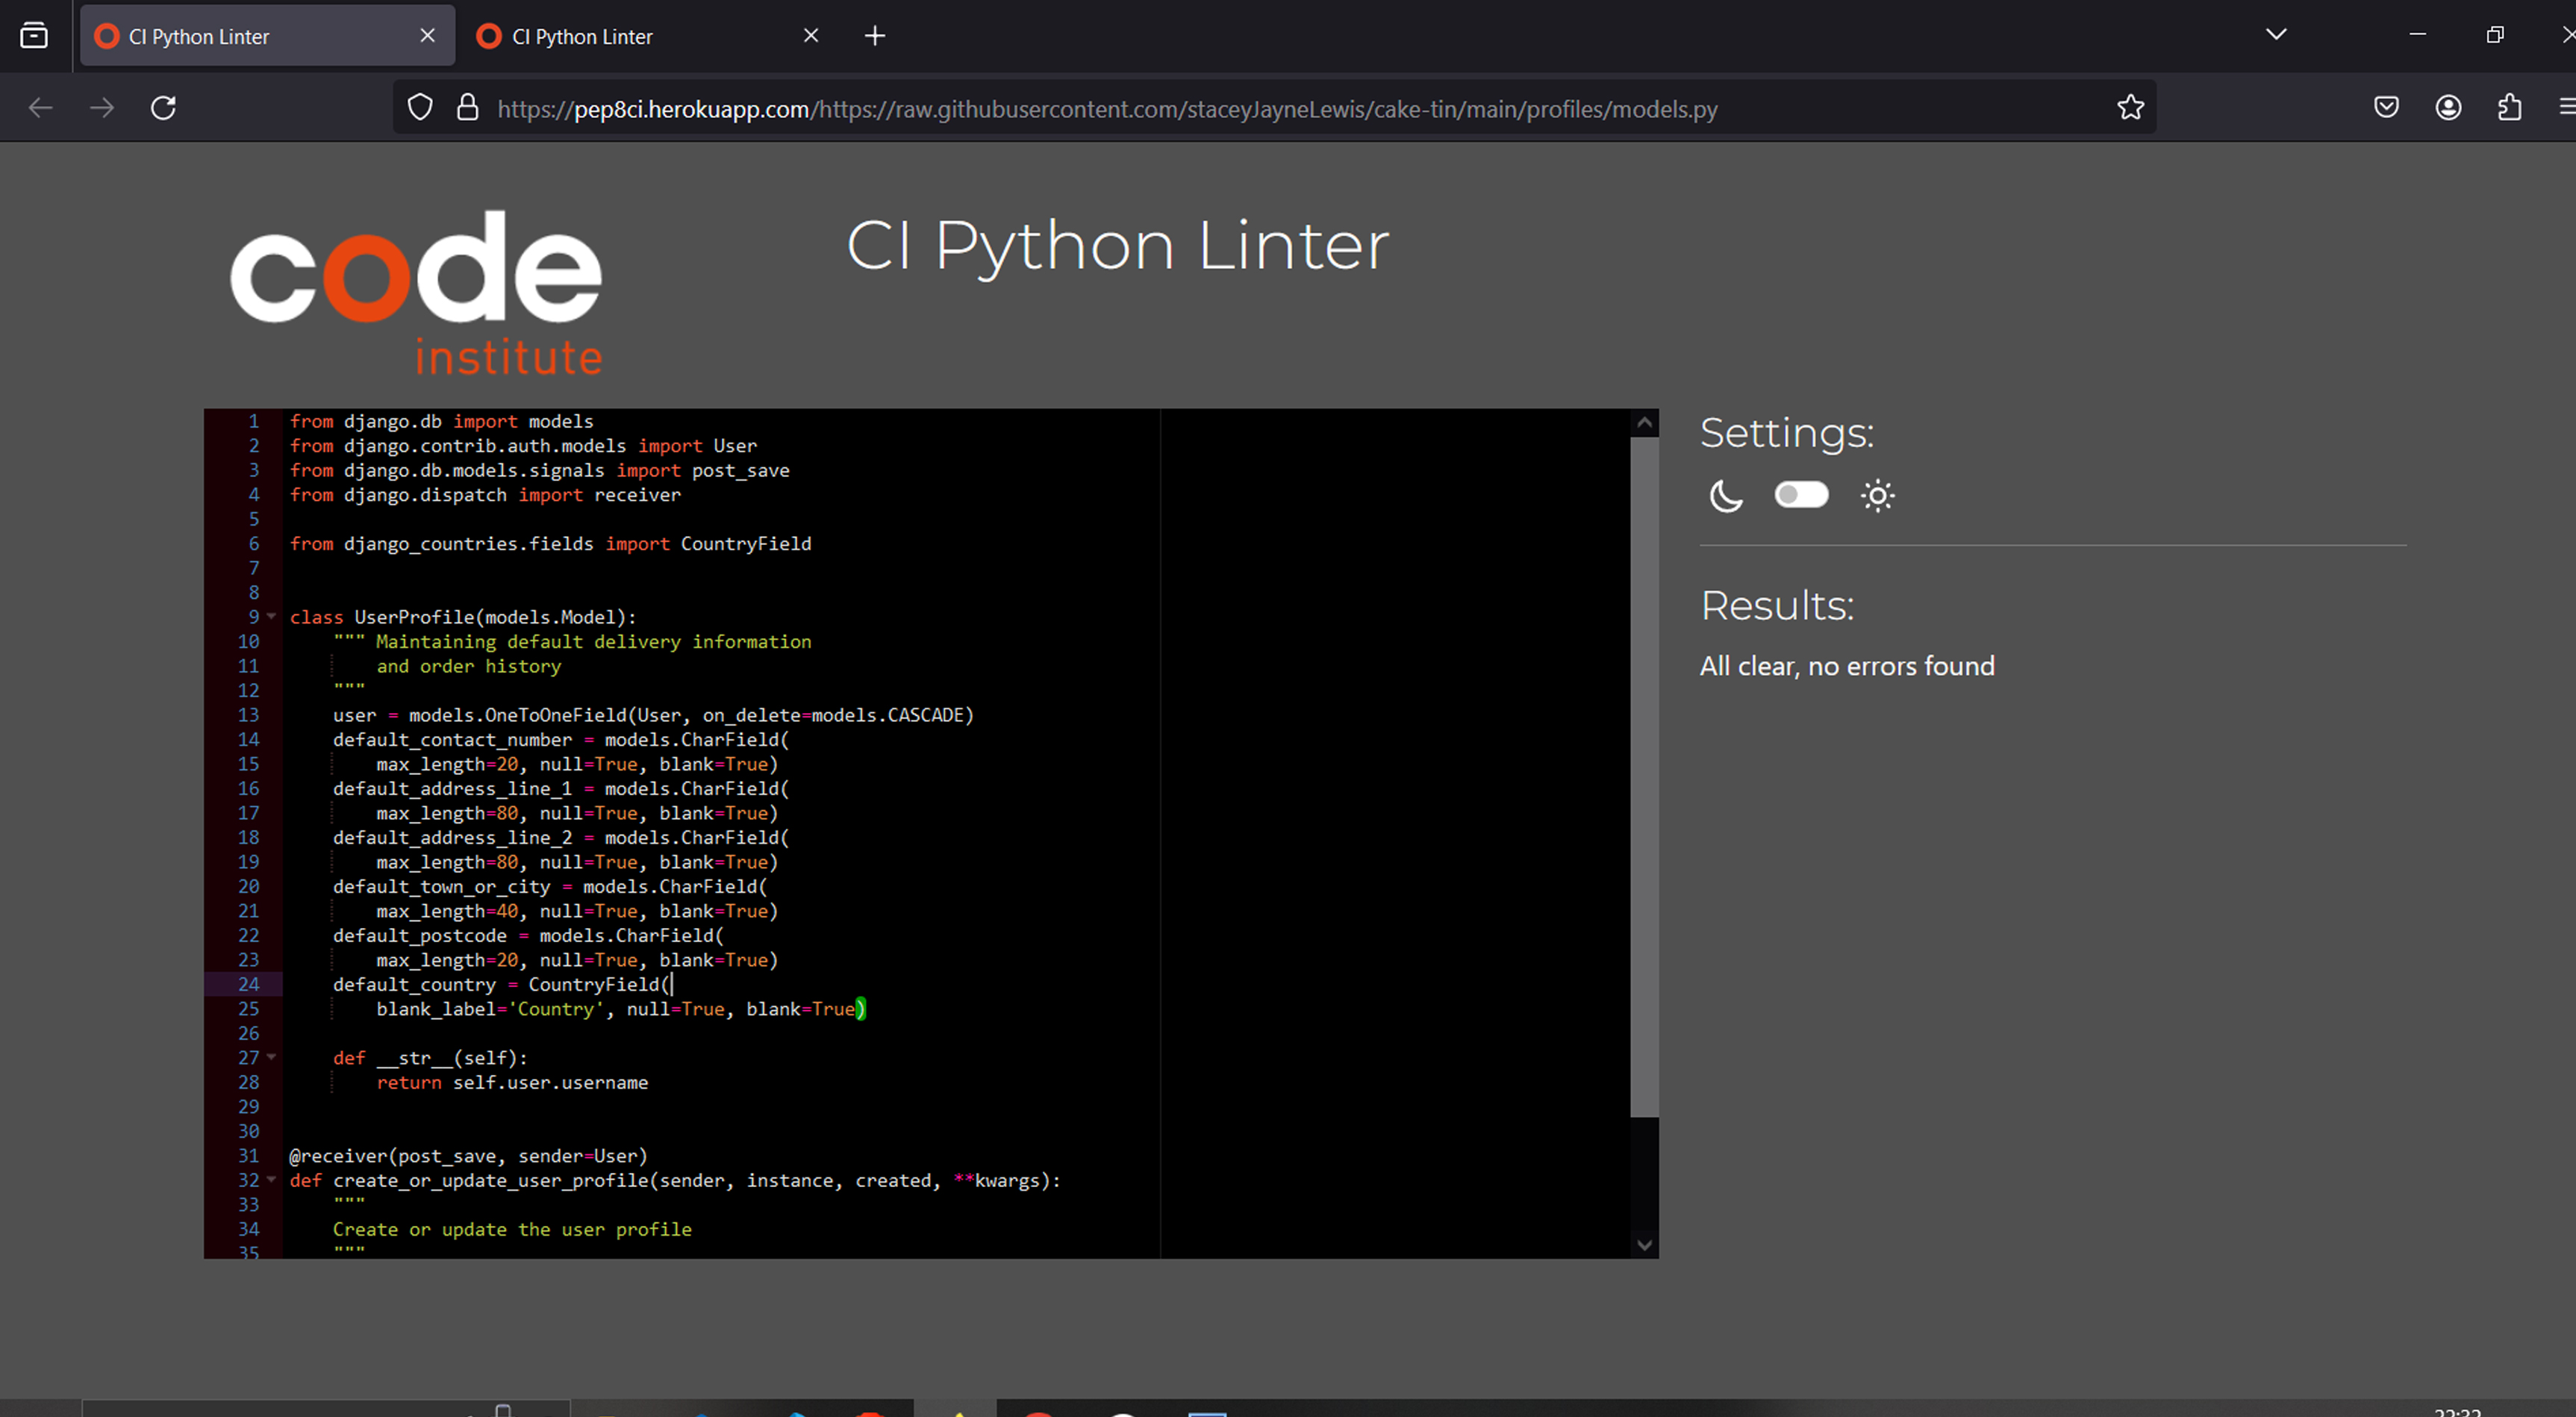 CI Python Linter
CI Python Linter
https://pep8ci.herokuapp.com/https://raw.githubusercontent.com/staceyJayneLewis/cake-tin/main/profiles/models.py
code
institute
CI Python Linter
1 from django.db import models
2 from django.contrib.auth.models import User
3 from django.db.models.signals import post_save
4 from django.dispatch import receiver
5
6 from django_countries.fields import CountryField
7
8
9 class UserProfile(models.Model):
10 """ Maintaining default delivery information
11 and order history
12 """
13 user = models.OneToOneField(User, on_delete=models.CASCADE)
14 default_contact_number = models.CharField(
15 max_length=20, null=True, blank=True)
16 default_address_line_1 = models.CharField(
17 max_length=80, null=True, blank=True)
18 default_address_line_2 = models.CharField(
19 max_length=80, null=True, blank=True)
20 default_town_or_city = models.CharField(
21 max_length=40, null=True, blank=True)
22 default_postcode = models.CharField(
23 max_length=20, null=True, blank=True)
24 default_country = CountryField(
25 blank_label='Country', null=True, blank=True)
26
27 def __str__(self):
28 return self.user.username
29
30
31 @receiver(post_save, sender=User)
32 def create_or_update_user_profile(sender, instance, created, **kwargs):
33 """
34 Create or update the user profile
35 """
Settings:
Results:
All clear, no errors found
22:32